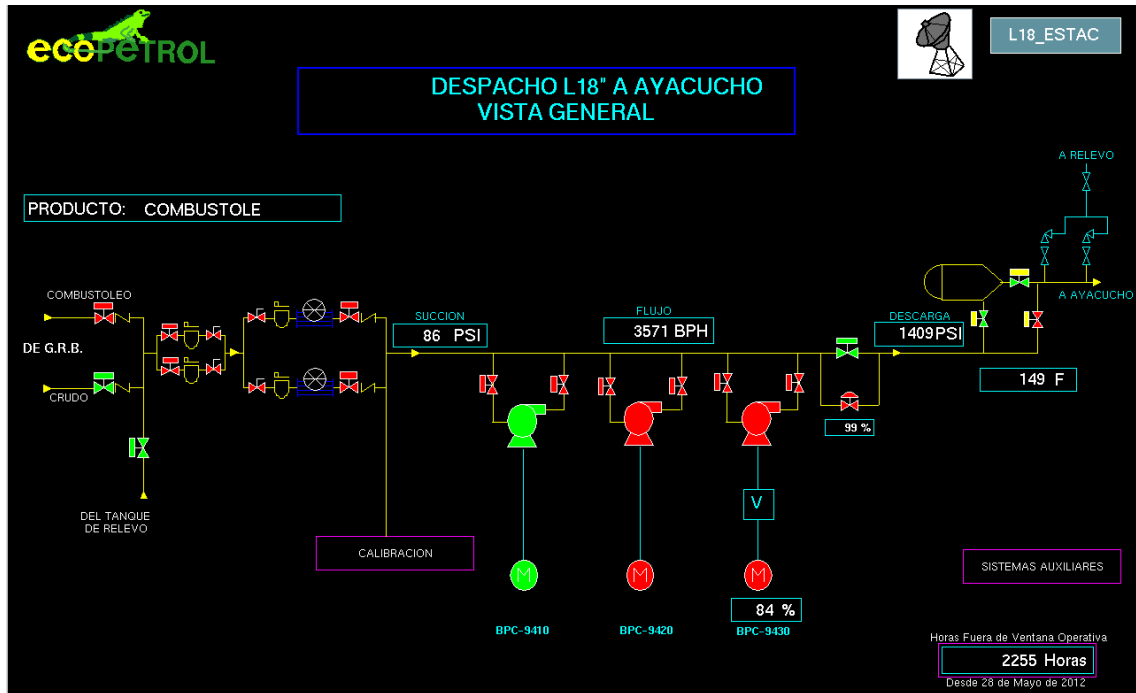 ecoPETROL
L18_ESTAC
DESPACHO L18" A AYACUCHO
VISTA GENERAL
A RELEVO
PRODUCTO: COMBUSTOLE
COMBUSTOLEO
A AYACUCHO
SUCCION
FLUJO
DESCARGA
86 PSI
3571 BPH
1409PSI
DE G.R.B.
CRUDO
149 F
99 %
V
DEL TANQUE
DE RELEVO
CALIBRACION
SISTEMAS AUXILIARES
M
M
M
84 %
BPC-9410
BPC-9420
BPC-9430
Horas Fuera de Ventana Operativa
2255 Horas
Desde 28 de Mayo de 2012